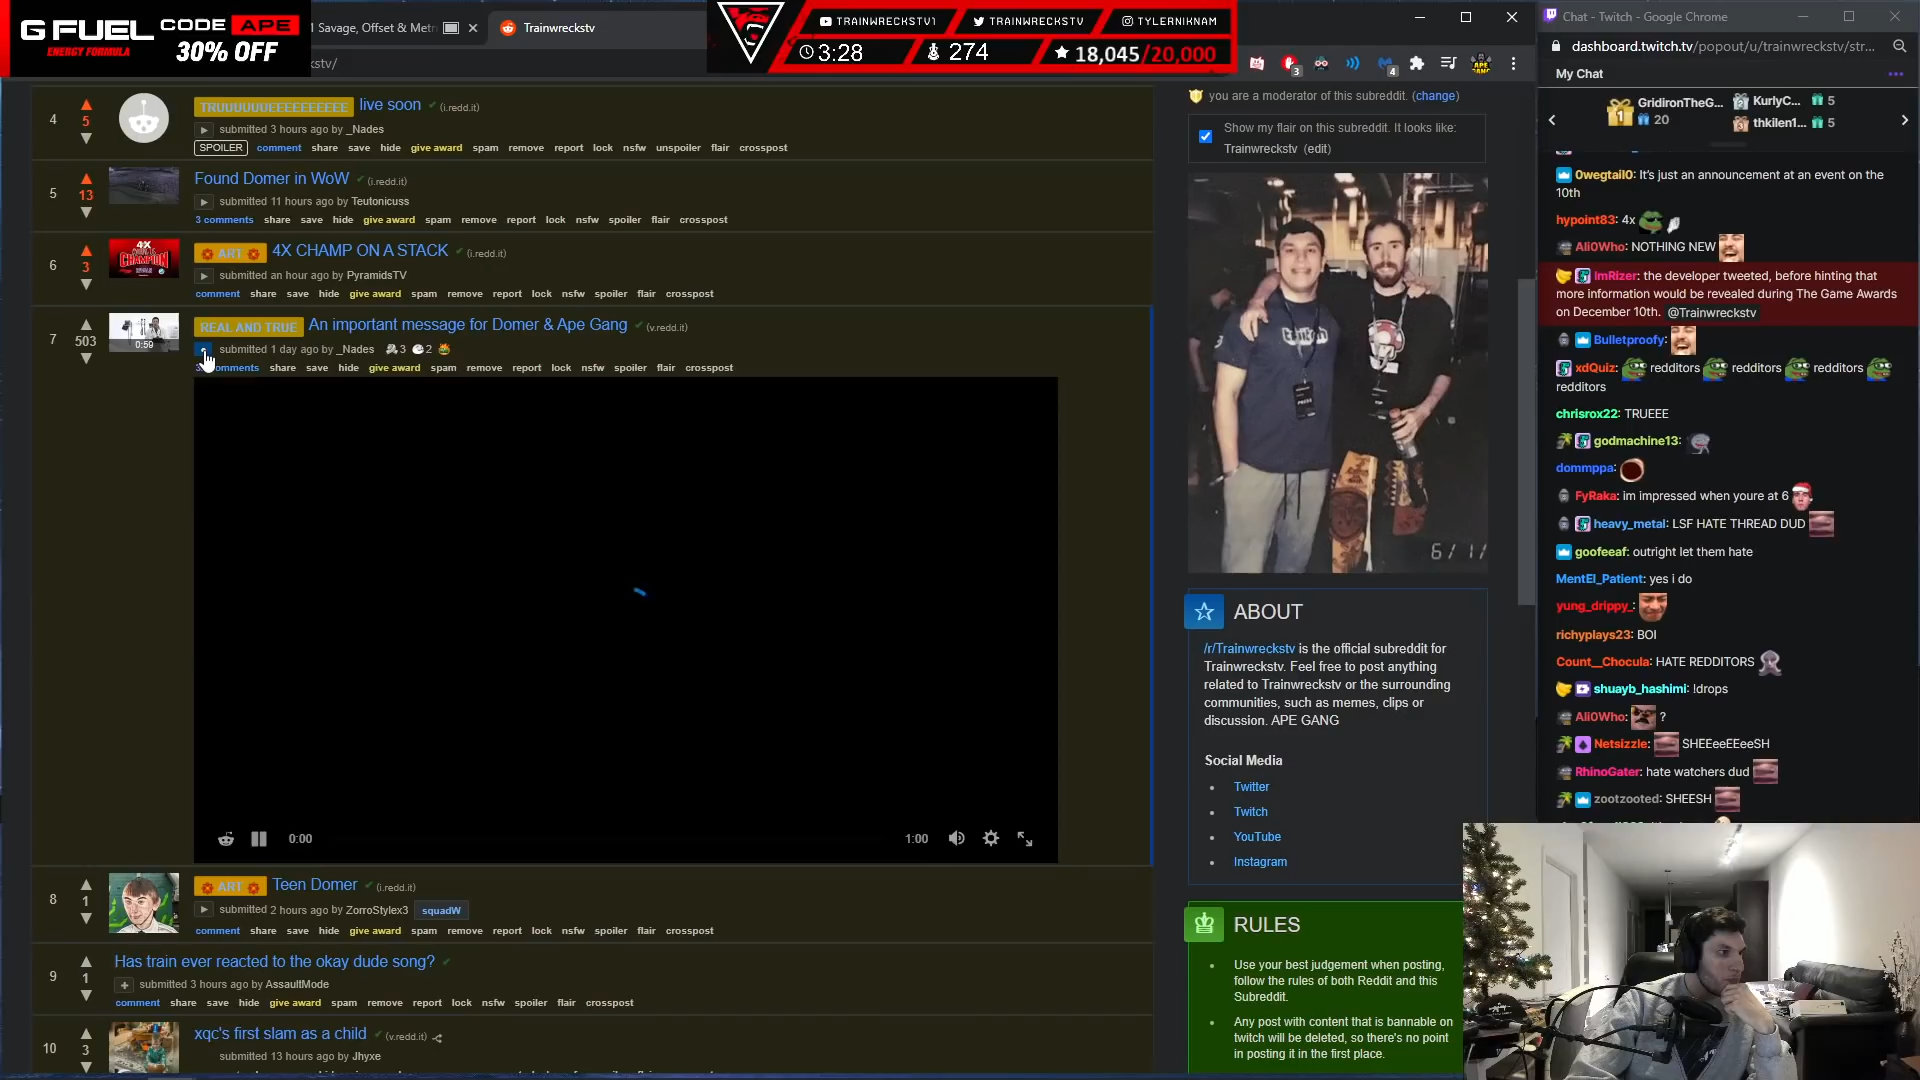 G FUEL
ENERGY FORMULA
CODE APE
30% OFF
Savage, Offset & Metr
Trainwreckstv
TRAINWRECKSTV1
TRAINWRECKSTV
TYLERNIKNAM
3:28
274
18,045/20,000
kstv/
3
4
Chat - Twitch - Google Chrome
dashboard.twitch.tv/popout/u/trainwreckstv/str...
My Chat
1
GridironTheG...
20
2
KurlyC...
5
3
thkilen1...
5
4
5
TRUUUUUUEEEEEEEEEE live soon (i.redd.it)
submitted 3 hours ago by _Nades
SPOILER comment share save hide give award spam remove report lock nsfw unspoiler flair crosspost
5
13
Found Domer in WoW (i.redd.it)
submitted 11 hours ago by Teutonicuss
3 comments share save hide give award spam remove report lock nsfw spoiler flair crosspost
6
3
4X
CHAMPION
ART 4X CHAMP ON A STACK (i.redd.it)
submitted an hour ago by PyramidsTV
comment share save hide give award spam remove report lock nsfw spoiler flair crosspost
7
503
0:59
REAL AND TRUE An important message for Domer & Ape Gang (v.redd.it)
submitted 1 day ago by _Nades 3 2
comments share save hide give award spam remove report lock nsfw spoiler flair crosspost
0:00
1:00
8
1
ART Teen Domer (i.redd.it)
submitted 2 hours ago by ZorroStylex3 squadW
comment share save hide give award spam remove report lock nsfw spoiler flair crosspost
9
1
Has train ever reacted to the okay dude song?
submitted 3 hours ago by AssaultMode
comment share save hide give award spam remove report lock nsfw spoiler flair crosspost
10
3
xqc's first slam as a child (v.redd.it)
submitted 13 hours ago by Jhyxe
you are a moderator of this subreddit. (change)
Show my flair on this subreddit. It looks like:
Trainwreckstv (edit)
PRESS
6/1/
ABOUT
/r/Trainwreckstv is the official subreddit for
Trainwreckstv. Feel free to post anything
related to Trainwreckstv or the surrounding
communities, such as memes, clips or
discussion. APE GANG
Social Media
Twitter
Twitch
YouTube
Instagram
RULES
Use your best judgement when posting,
follow the rules of both Reddit and this
Subreddit.
Any post with content that is bannable on
twitch will be deleted, so there's no point
in posting it in the first place.
0wegtail0: It's just an announcement at an event on the
10th
hypoint83: 4x
Ali0Who: NOTHING NEW
ImRizer: the developer tweeted, before hinting that
more information would be revealed during The Game Awards
on December 10th. @Trainwreckstv
Bulletproofy:
xdQuiz: redditors redditors redditors
redditors
chrisrox22: TRUEEE
godmachine13:
dommppa:
FyRaka: im impressed when youre at 6
heavy_metal: LSF HATE THREAD DUD
goofeeaf: outright let them hate
MentEl_Patient: yes i do
yung_drippy_:
richyplays23: BOI
Count__Chocula: HATE REDDITORS
shuayb_hashimi: !drops
Ali0Who: ?
Netsizzle: SHEEeeEEeeSH
RhinoGater: hate watchers dud
zootzooted: SHEESH